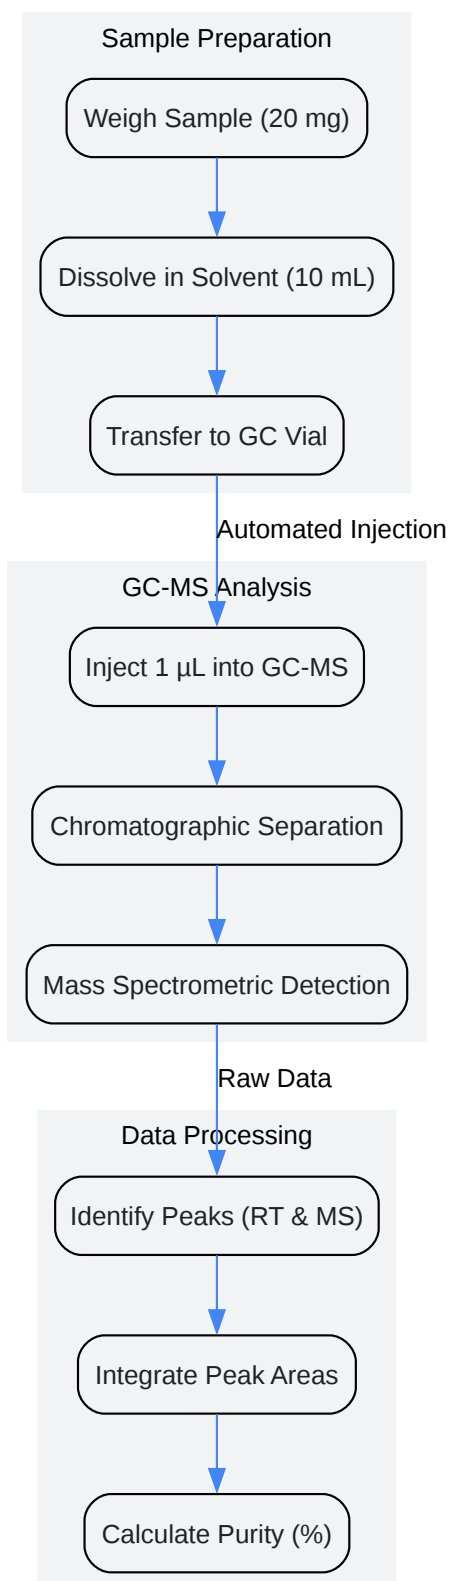 Sample Preparation
Weigh Sample (20 mg)
Dissolve in Solvent (10 mL)
Transfer to GC Vial
Automated Injection
GC-MS Analysis
Inject 1 µL into GC-MS
Chromatographic Separation
Mass Spectrometric Detection
Raw Data
Data Processing
Identify Peaks (RT & MS)
Integrate Peak Areas
Calculate Purity (%)